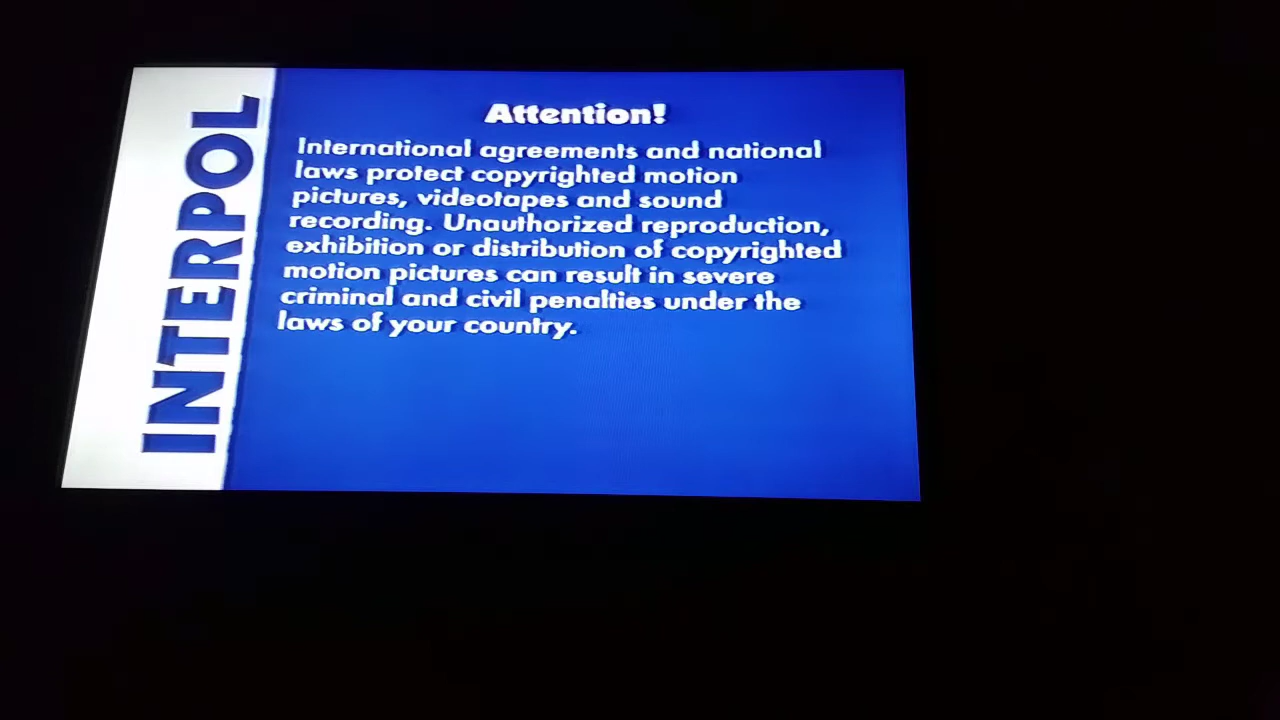 INTERPOL
Attention!
International agreements and national
laws protect copyrighted motion
pictures, videotapes and sound
recording. Unauthorized reproduction,
exhibition or distribution of copyrighted
motion pictures can result in severe
criminal and civil penalties under the
laws of your country.